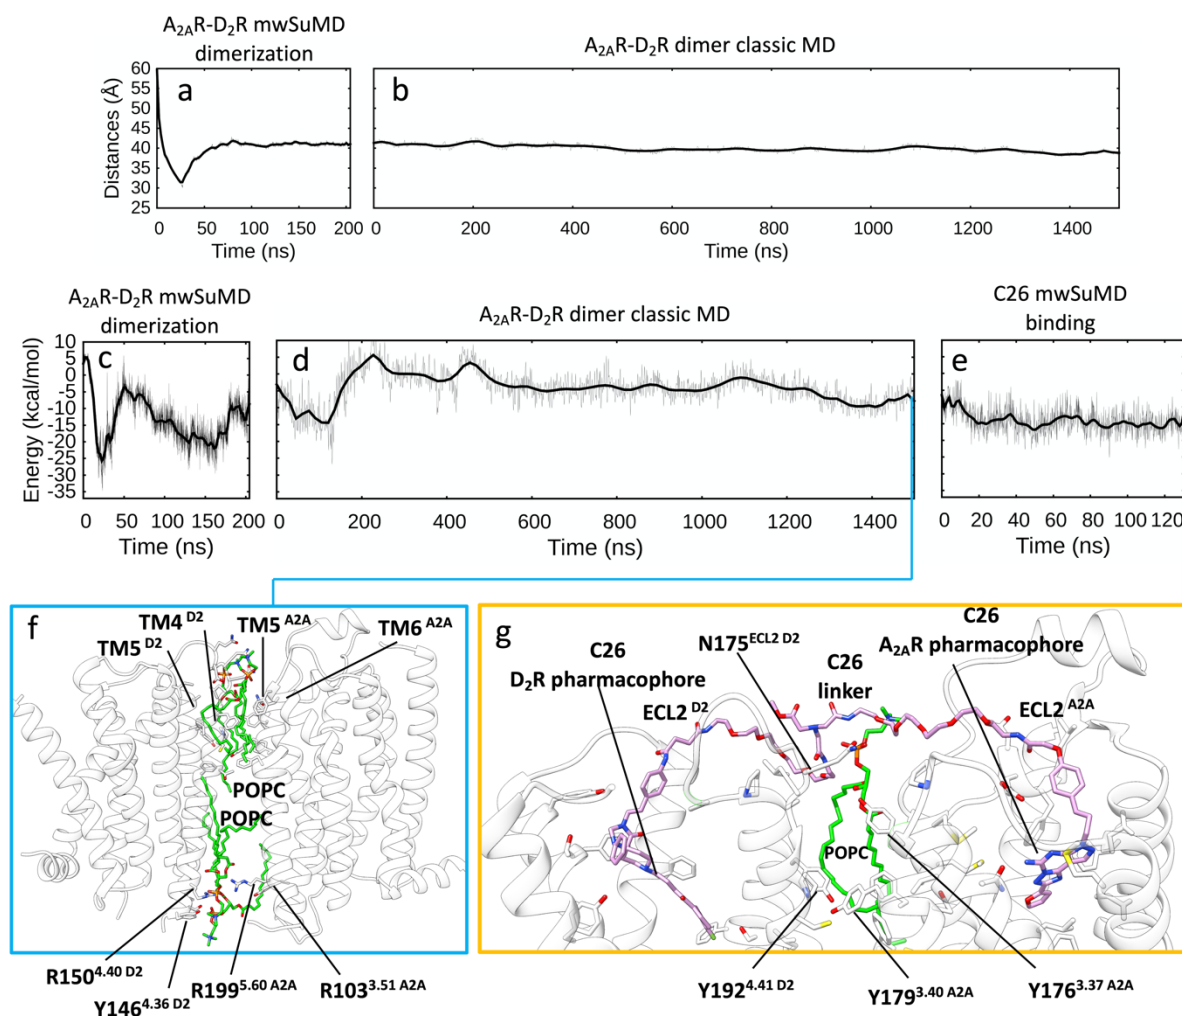 A₂ₐR-D₂R mwSuMD
dimerization
A₂ₐR-D₂R dimer classic MD
a
b
Distances (Å)
60
55
50
45
40
35
30
25
0 50 100 150 200
0 200 400 600 800 1000 1200 1400
Time (ns)
Time (ns)
A₂ₐR-D₂R mwSuMD
dimerization
A₂ₐR-D₂R dimer classic MD
C26 mwSuMD
binding
c
d
e
Energy (kcal/mol)
10
5
0
-5
-10
-15
-20
-25
-30
-35
0 50 100 150 200
0 200 400 600 800 1000 1200 1400
0 20 40 60 80 100 120
Time (ns)
Time (ns)
Time (ns)
f
TM4 D2
TM5 D2
TM5 A2A
TM6 A2A
POPC
POPC
R150 4.40 D2
Y146 4.36 D2
R199 5.60 A2A
R103 3.51 A2A
g
C26
D₂R pharmacophore
N175 ECL2 D2
C26
linker
C26
A₂ₐR pharmacophore
ECL2 D2
ECL2 A2A
POPC
Y192 4.41 D2
Y179 3.40 A2A
Y176 3.37 A2A